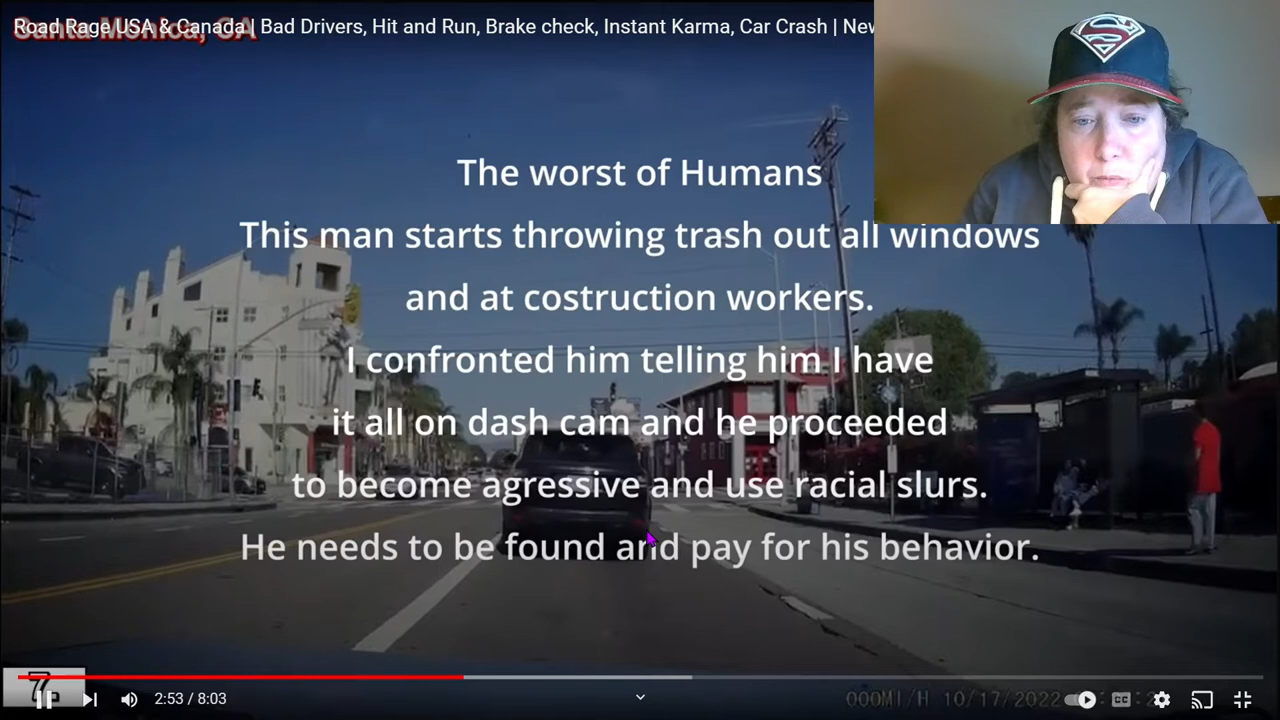 Road Rage USA & Canada | Bad Drivers, Hit and Run, Brake check, Instant Karma, Car Crash | New
Santa Monica, CA
The worst of Humans
This man starts throwing trash out all windows
and at costruction workers.
I confronted him telling him I have
it all on dash cam and he proceeded
to become agressive and use racial slurs.
He needs to be found and pay for his behavior.
7
2:53 / 8:03
000MI/H 10/17/2022
CC